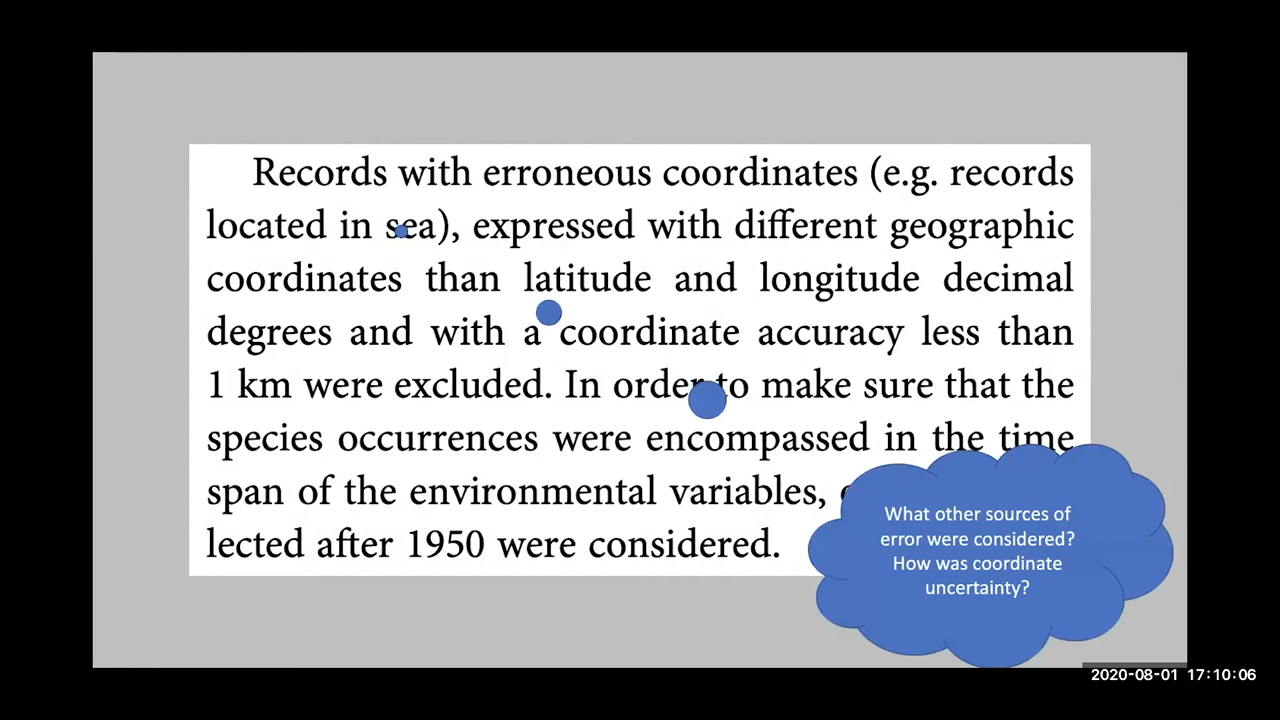 Records with erroneous coordinates (e.g. records
located in sea), expressed with different geographic
coordinates than latitude and longitude decimal
degrees and with a coordinate accuracy less than
1 km were excluded. In order to make sure that the
species occurrences were encompassed in the time
span of the environmental variables,
lected after 1950 were considered.
What other sources of
error were considered?
How was coordinate
uncertainty?
2020-08-01 17:10:06